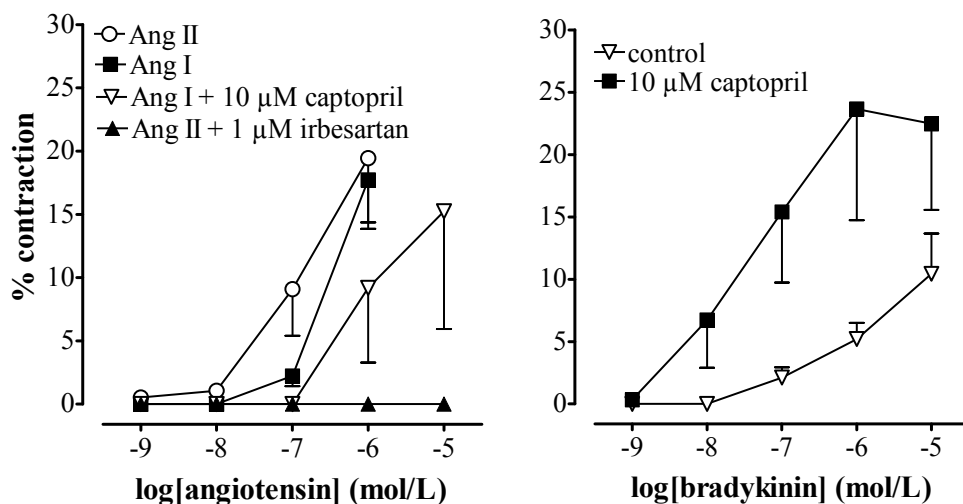 30
25
20
15
10
5
0
% contraction
Ang II
Ang I
Ang I + 10 µM captopril
Ang II + 1 µM irbesartan
-9 -8 -7 -6 -5
log[angiotensin] (mol/L)
30
25
20
15
10
5
0
control
10 µM captopril
-9 -8 -7 -6 -5
log[bradykinin] (mol/L)